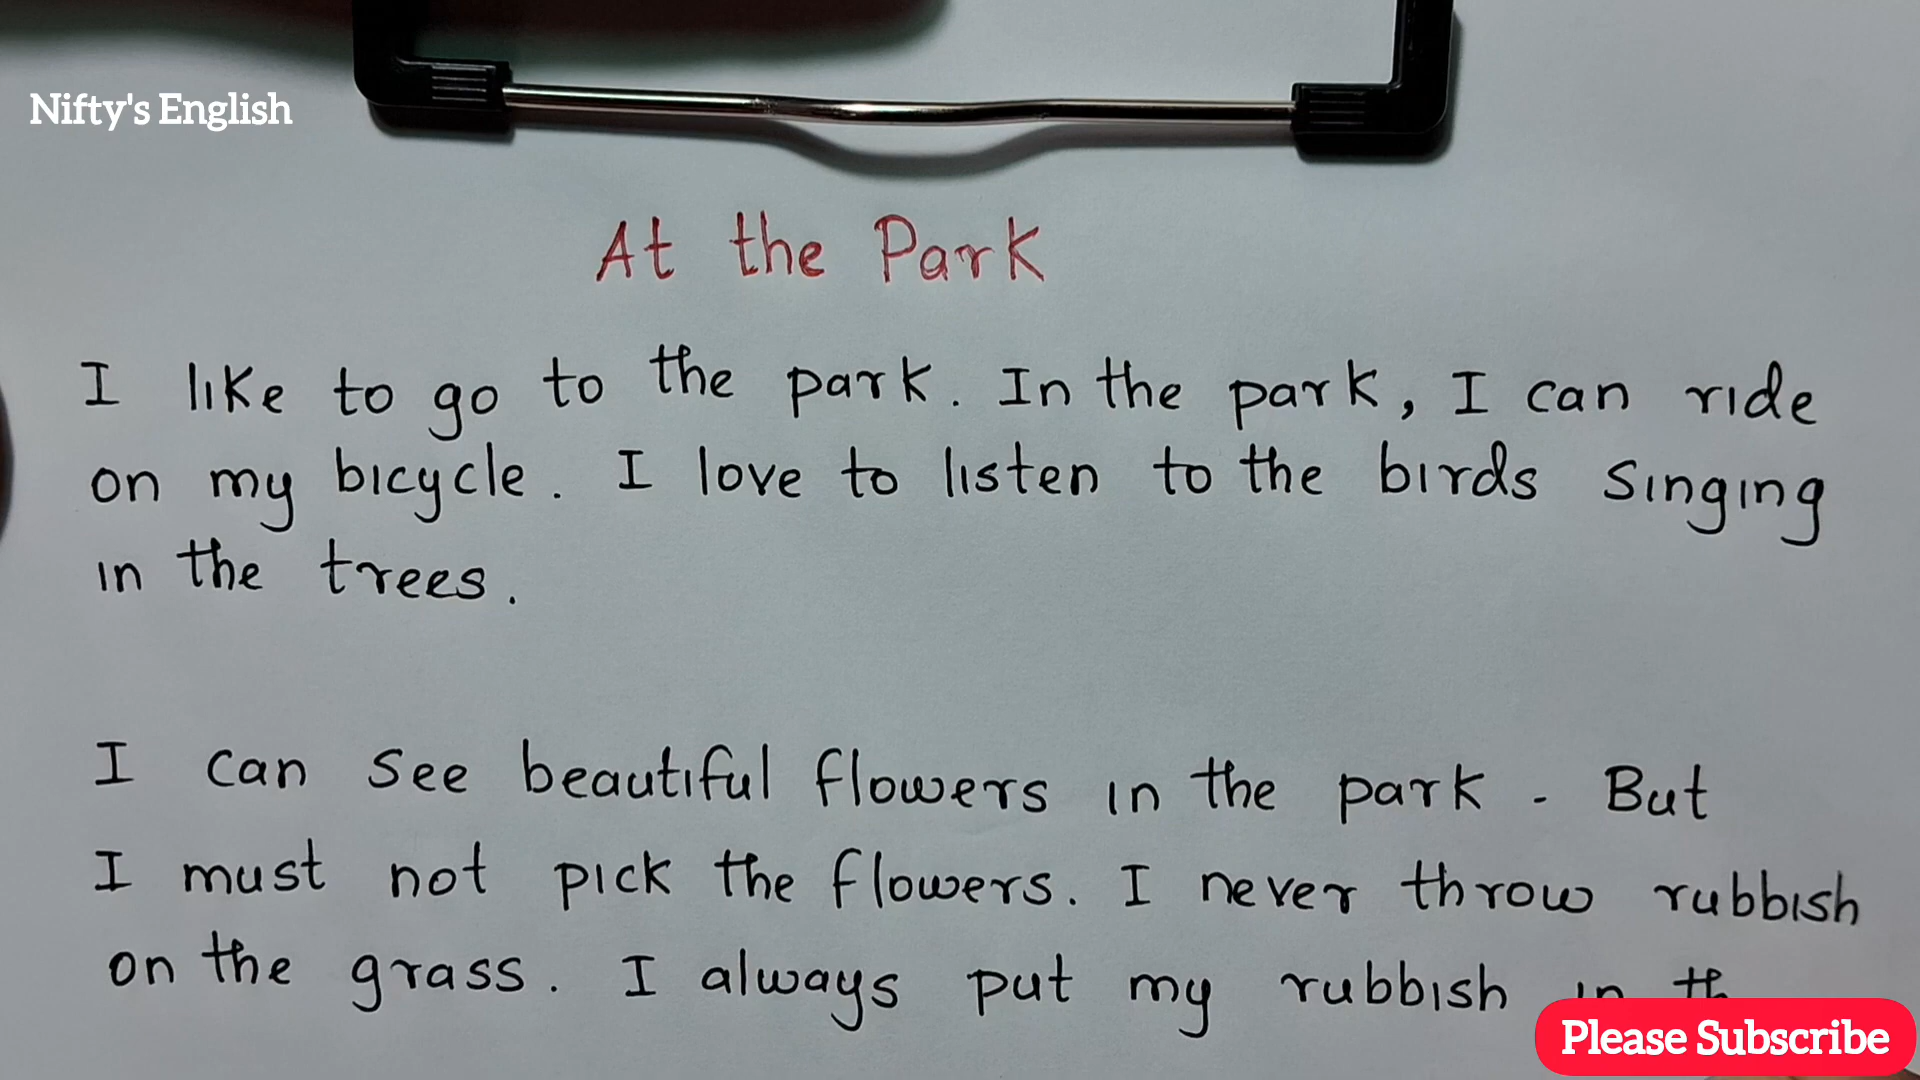 Nifty's English
At the Park
I like to go to the park. In the park, I can ride
on my bicycle. I love to listen to the birds singing
in the trees.
I can see beautiful flowers in the park. But
I must not pick the flowers. I never throw rubbish
on the grass. I always put my rubbish in
Please Subscribe